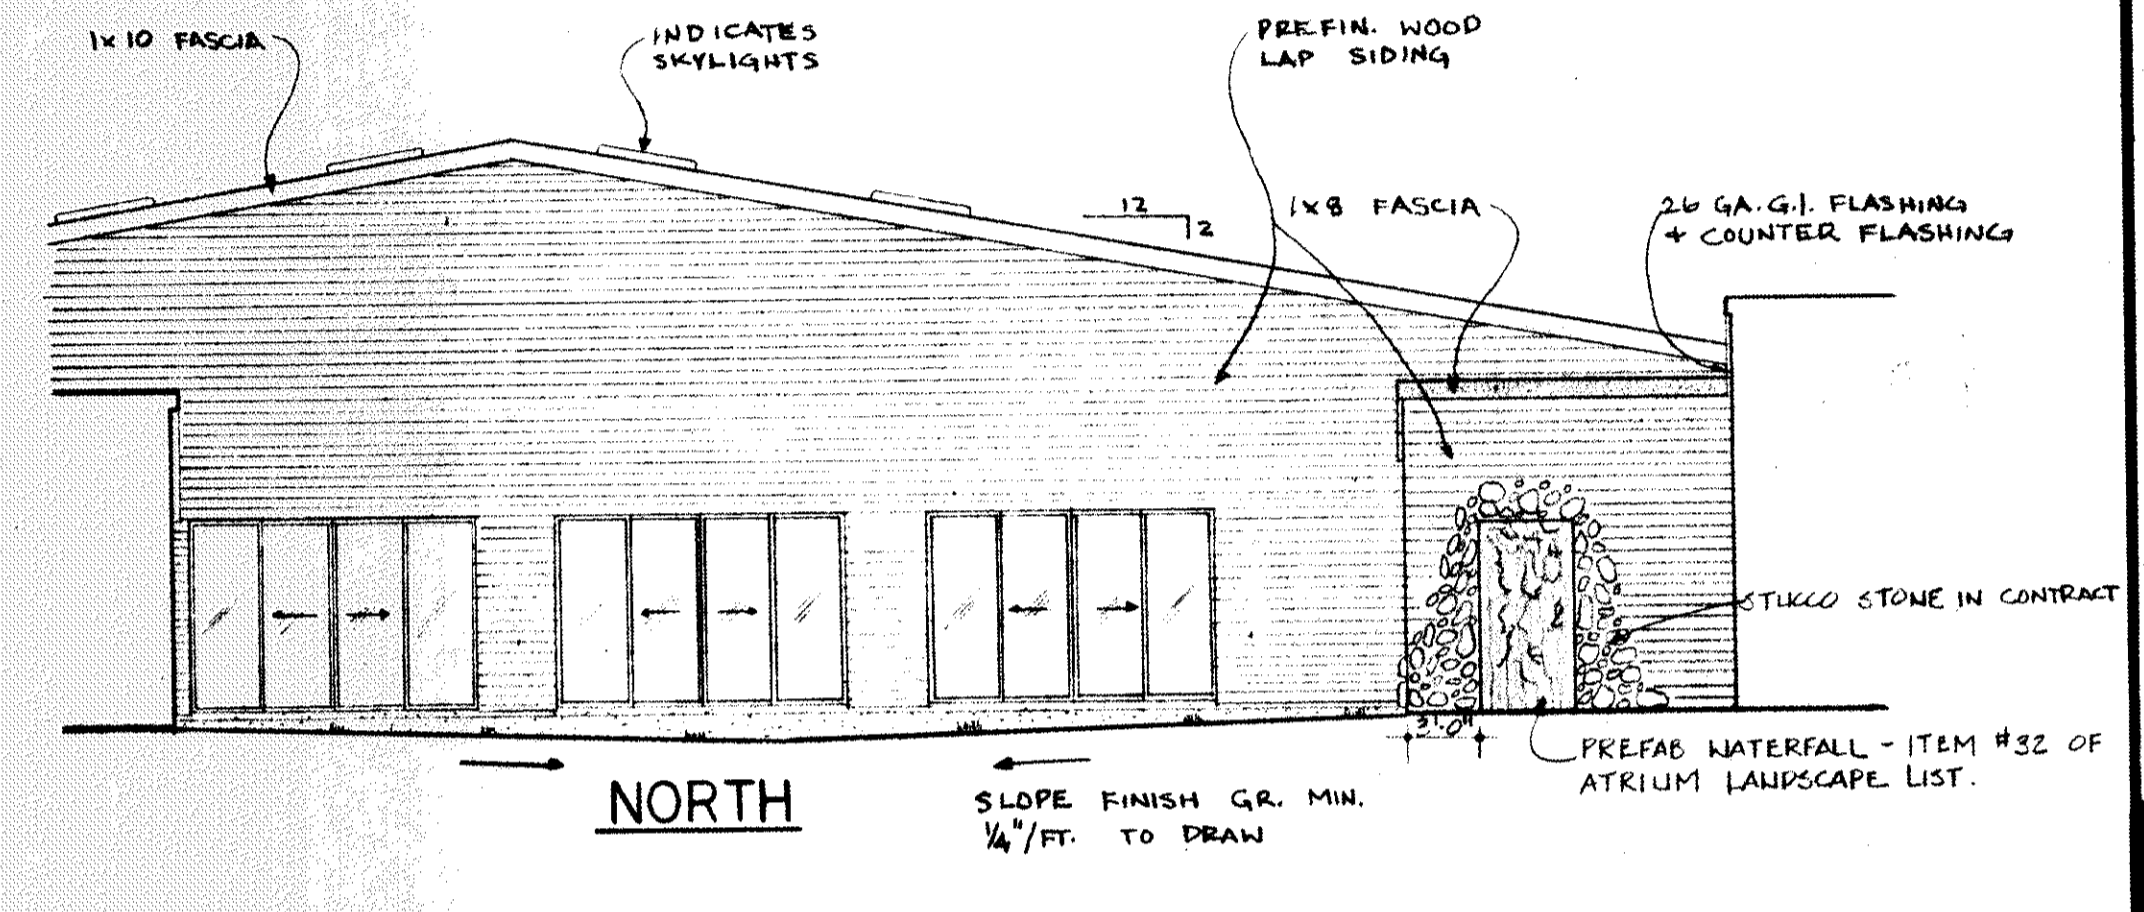 1x10 FASCIA
INDICATES
SKYLIGHTS
PREFIN. WOOD
LAP SIDING
12
2
1x8 FASCIA
26 GA. G.I. FLASHING
+ COUNTER FLASHING
STUCCO STONE IN CONTRACT
3'-0"
PREFAB WATERFALL - ITEM #32 OF
ATRIUM LANDSCAPE LIST.
NORTH
SLOPE FINISH GR. MIN.
1/4"/FT. TO DRAW